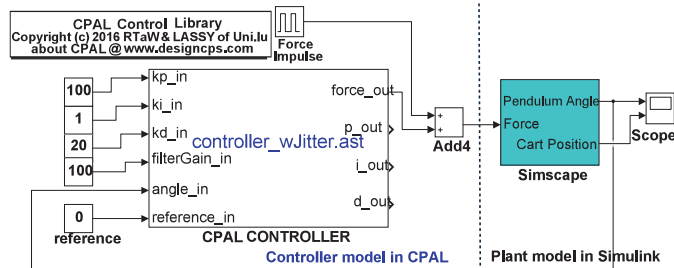 CPAL Control Library
Copyright (c) 2016 RTaW & LASSY of Uni.lu
about CPAL @ www.designcps.com
Force
Impulse
100
1
20
100
0
reference
kp_in
ki_in
kd_in
filterGain_in
angle_in
reference_in
controller_wJitter.ast
force_out
p_out
i_out
d_out
CPAL CONTROLLER
+
+
Add4
Pendulum Angle
Force
Cart Position
Simscape
Scope
Controller model in CPAL
Plant model in Simulink